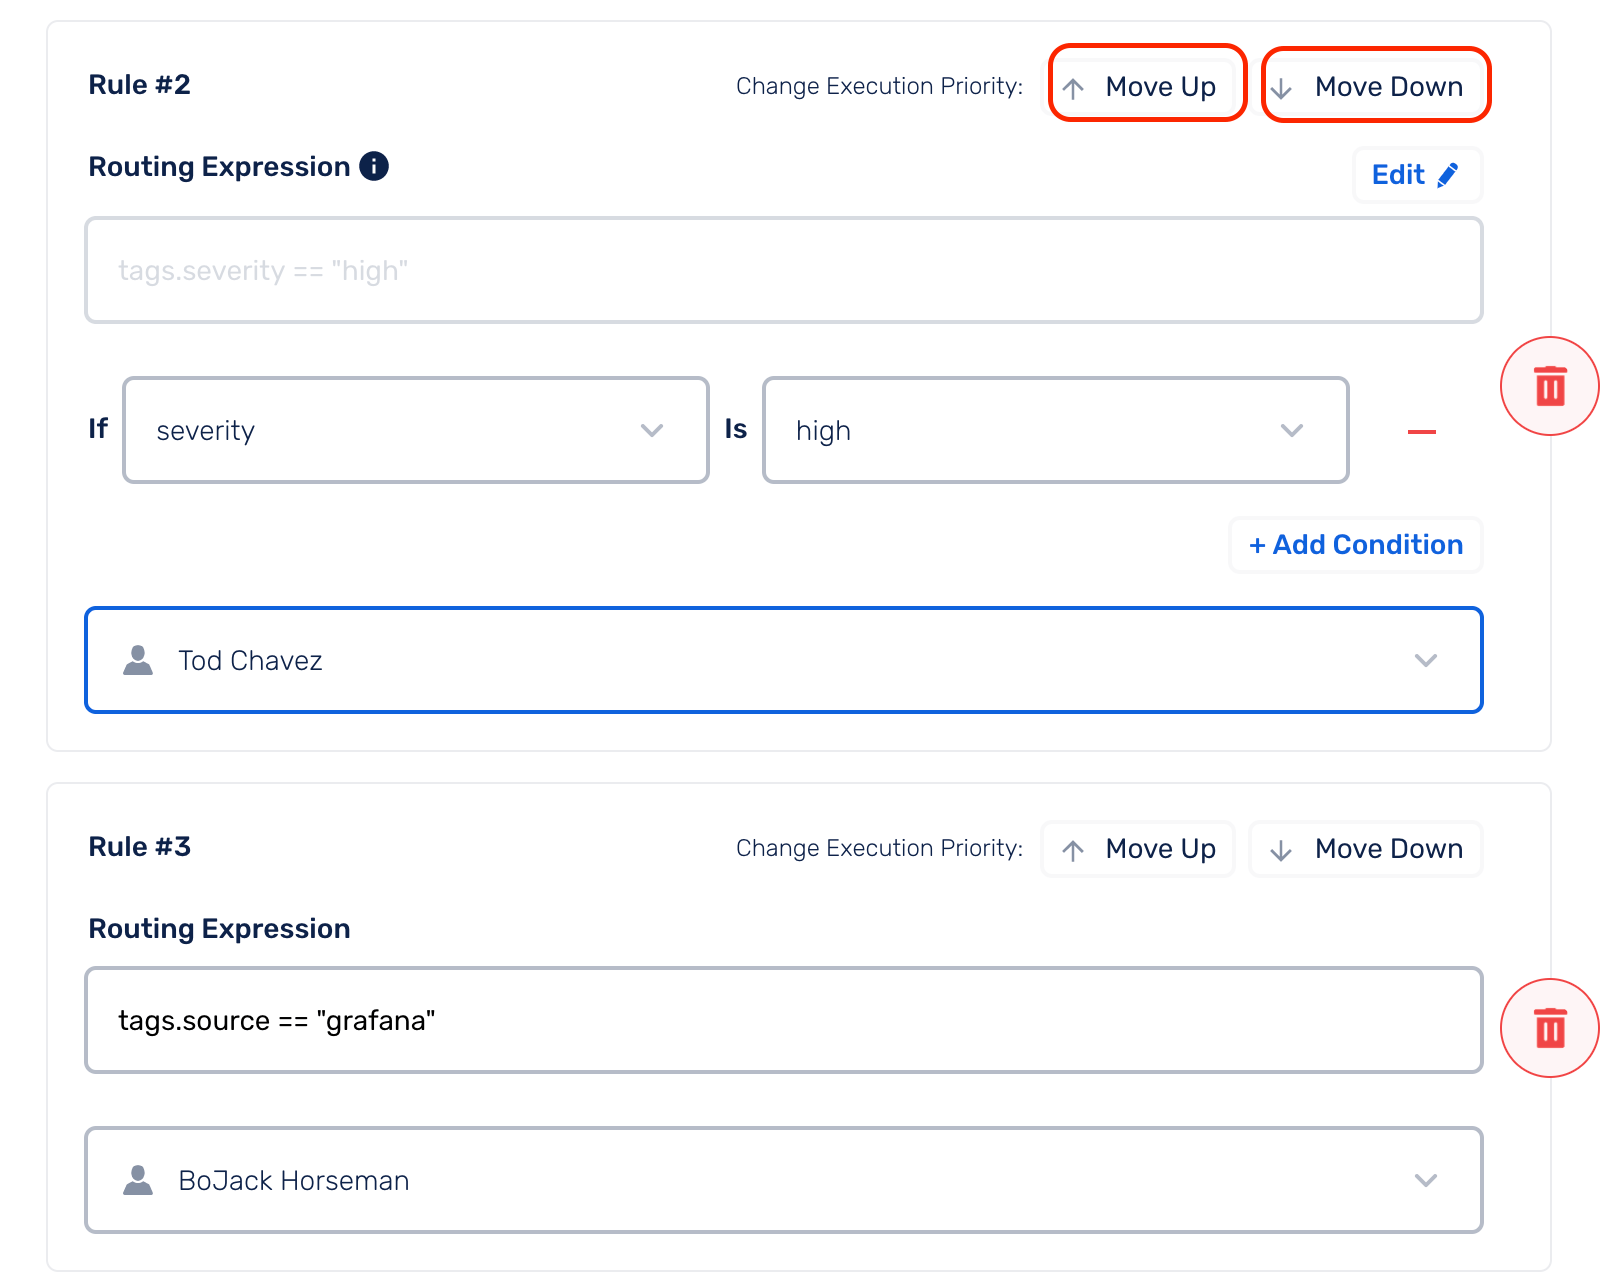 Rule #2
Change Execution Priority: Move Up Move Down
Routing Expression
Edit
tags.severity == "high"
If severity Is high
+ Add Condition
Tod Chavez
Rule #3
Change Execution Priority: Move Up Move Down
Routing Expression
tags.source == "grafana"
BoJack Horseman